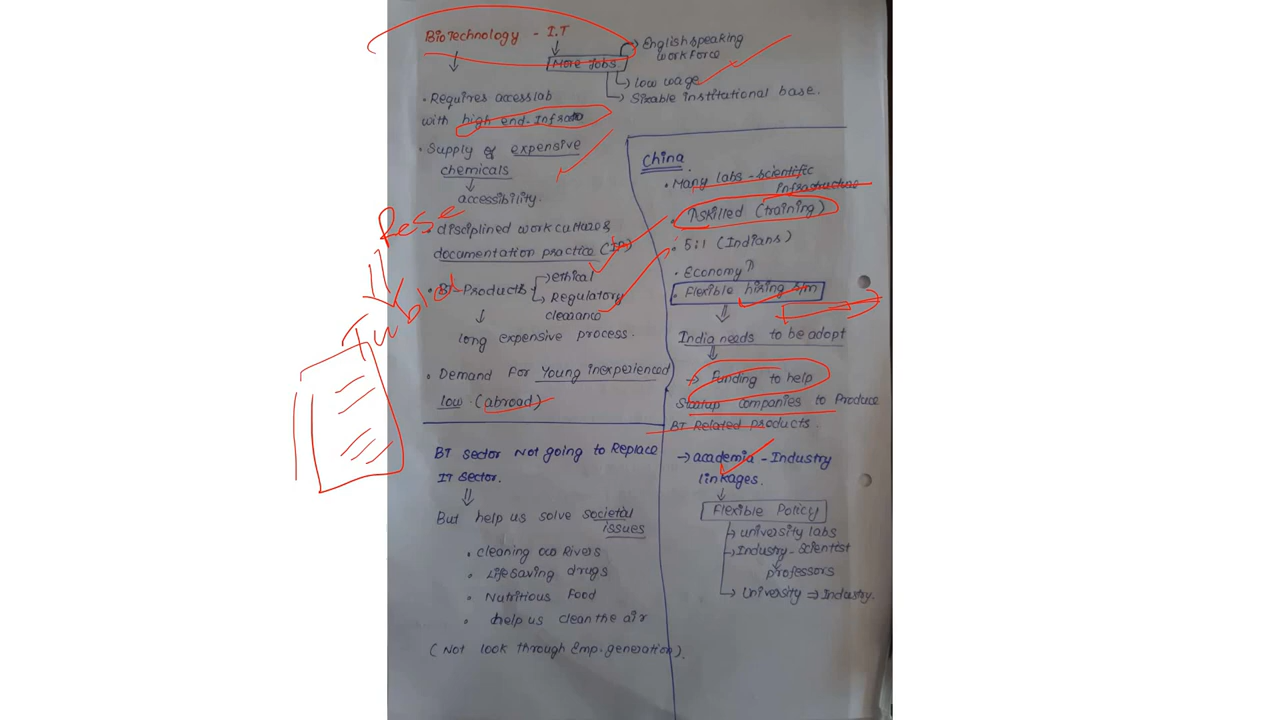 BioTechnology - I.T
More Jobs
English speaking
workforce
low wage
Sizable institutional base.
• Requires access lab
with high end-Infra
• Supply of expensive
chemicals
accessibility.
• disciplined work culture &
documentation practice (IP)
• BT-Products
ethical
Regulatory
clearance
long expensive process.
• Demand For Young inexperienced
low. (abroad)
BT sector Not going to Replace
IT Sector.
But help us solve societal
issues
• cleaning our Rivers
• Life Saving drugs
• Nutritious Food
• help us clean the air
(Not look through Emp. generation).
China
• Many labs - scientific
Infrastructure
• ↑skilled (training)
• 5:1 (Indians)
• Economy↑
• Flexible hiring s/m
India needs to be adopt
→ Funding to help
Startup companies to Produce
BT Related products.
→ academia - Industry
linkages.
Flexible Policy
→ university labs
→ Industry - Scientist
professors
→ University ⇒ Industry.
Rese